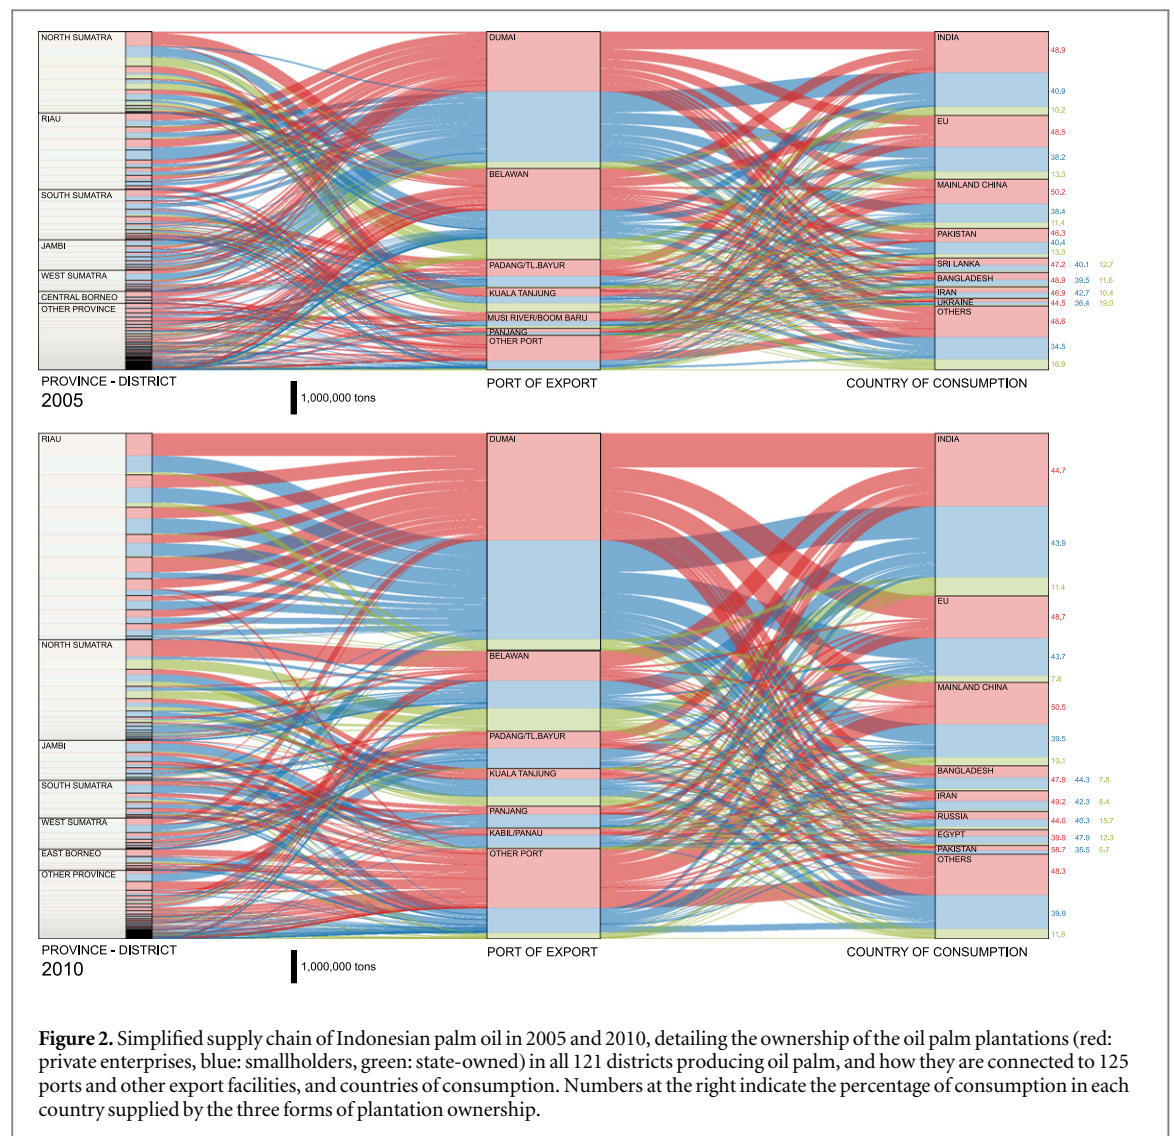 NORTH SUMATRA
RIAU
SOUTH SUMATRA
JAMBI
WEST SUMATRA
CENTRAL BORNEO
OTHER PROVINCE
DUMAI
BELAWAN
PADANG/TL.BAYUR
KUALA TANJUNG
MUSI RIVER/BOOM BARU
PANJANG
OTHER PORT
INDIA
EU
MAINLAND CHINA
PAKISTAN
SRI LANKA
BANGLADESH
IRAN
UKRAINE
OTHERS
48.9
40.9
10.2
48.5
38.2
13.3
50.2
38.4
11.4
46.3
40.4
13.3
47.2 40.1 12.7
48.9 39.5 11.6
46.9 42.7 10.4
44.5 36.4 19.0
48.6
34.5
16.9
PROVINCE - DISTRICT
2005
1,000,000 tons
PORT OF EXPORT
COUNTRY OF CONSUMPTION
RIAU
NORTH SUMATRA
JAMBI
SOUTH SUMATRA
WEST SUMATRA
EAST BORNEO
OTHER PROVINCE
DUMAI
BELAWAN
PADANG/TL.BAYUR
KUALA TANJUNG
PANJANG
KABIL/PANAU
OTHER PORT
INDIA
EU
MAINLAND CHINA
BANGLADESH
IRAN
RUSSIA
EGYPT
PAKISTAN
OTHERS
44.7
43.9
11.4
48.7
43.7
7.6
50.5
39.5
10.1
47.9 44.3 7.8
49.2 42.3 8.4
44.0 40.3 15.7
39.9 47.9 12.3
58.7 35.5 5.7
48.3
39.9
11.8
PROVINCE - DISTRICT
2010
1,000,000 tons
PORT OF EXPORT
COUNTRY OF CONSUMPTION
Figure 2. Simplified supply chain of Indonesian palm oil in 2005 and 2010, detailing the ownership of the oil palm plantations (red:
private enterprises, blue: smallholders, green: state-owned) in all 121 districts producing oil palm, and how they are connected to 125
ports and other export facilities, and countries of consumption. Numbers at the right indicate the percentage of consumption in each
country supplied by the three forms of plantation ownership.